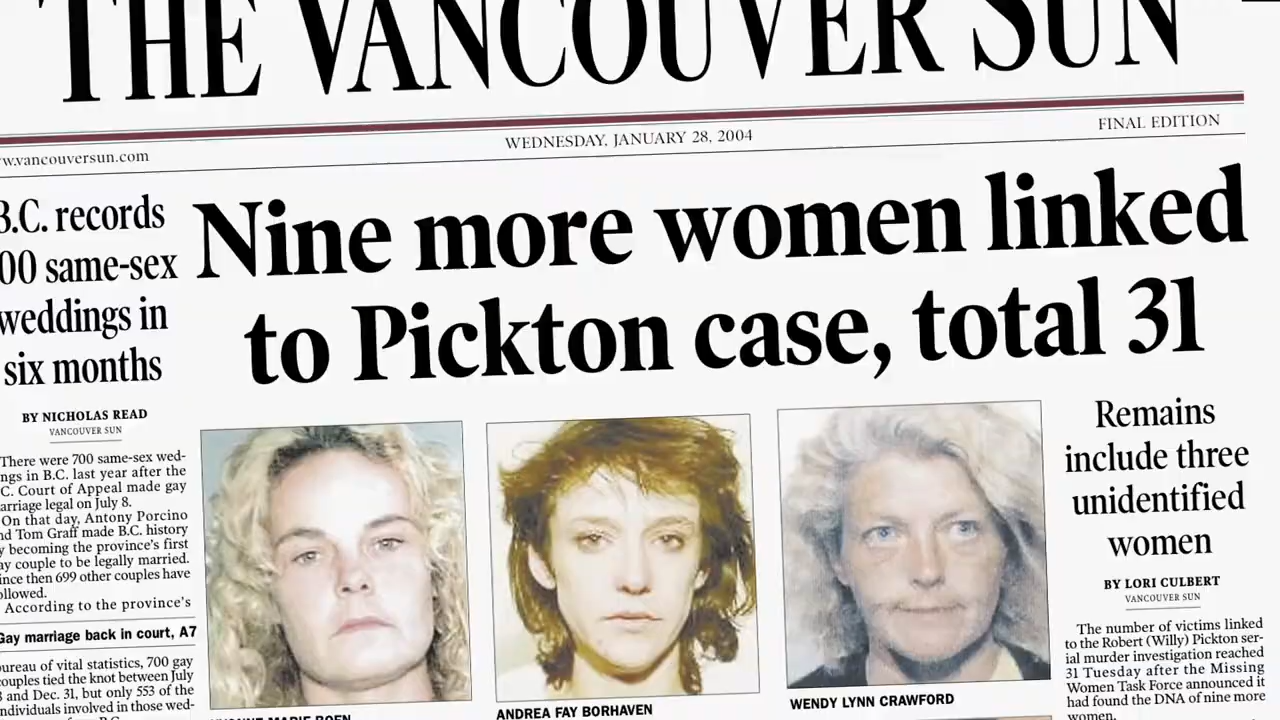 THE VANCOUVER SUN
WEDNESDAY, JANUARY 28, 2004
FINAL EDITION
w.vancouversun.com
B.C. records
00 same-sex
weddings in
six months
BY NICHOLAS READ
VANCOUVER SUN
There were 700 same-sex wed-
ngs in B.C. last year after the
C. Court of Appeal made gay
arriage legal on July 8.
On that day, Antony Porcino
nd Tom Graff made B.C. history
y becoming the province's first
ay couple to be legally married.
ince then 699 other couples have
ollowed.
According to the province's
Gay marriage back in court, A7
ureau of vital statistics, 700 gay
ouples tied the knot between July
and Dec. 31, but only 553 of the
ndividuals involved in those wed-
Nine more women linked
to Pickton case, total 31
YVONNE MARIE BOEN
ANDREA FAY BORHAVEN
WENDY LYNN CRAWFORD
Remains
include three
unidentified
women
BY LORI CULBERT
VANCOUVER SUN
The number of victims linked
to the Robert (Willy) Pickton ser-
ial murder investigation reached
31 Tuesday after the Missing
Women Task Force announced it
had found the DNA of nine more
women.